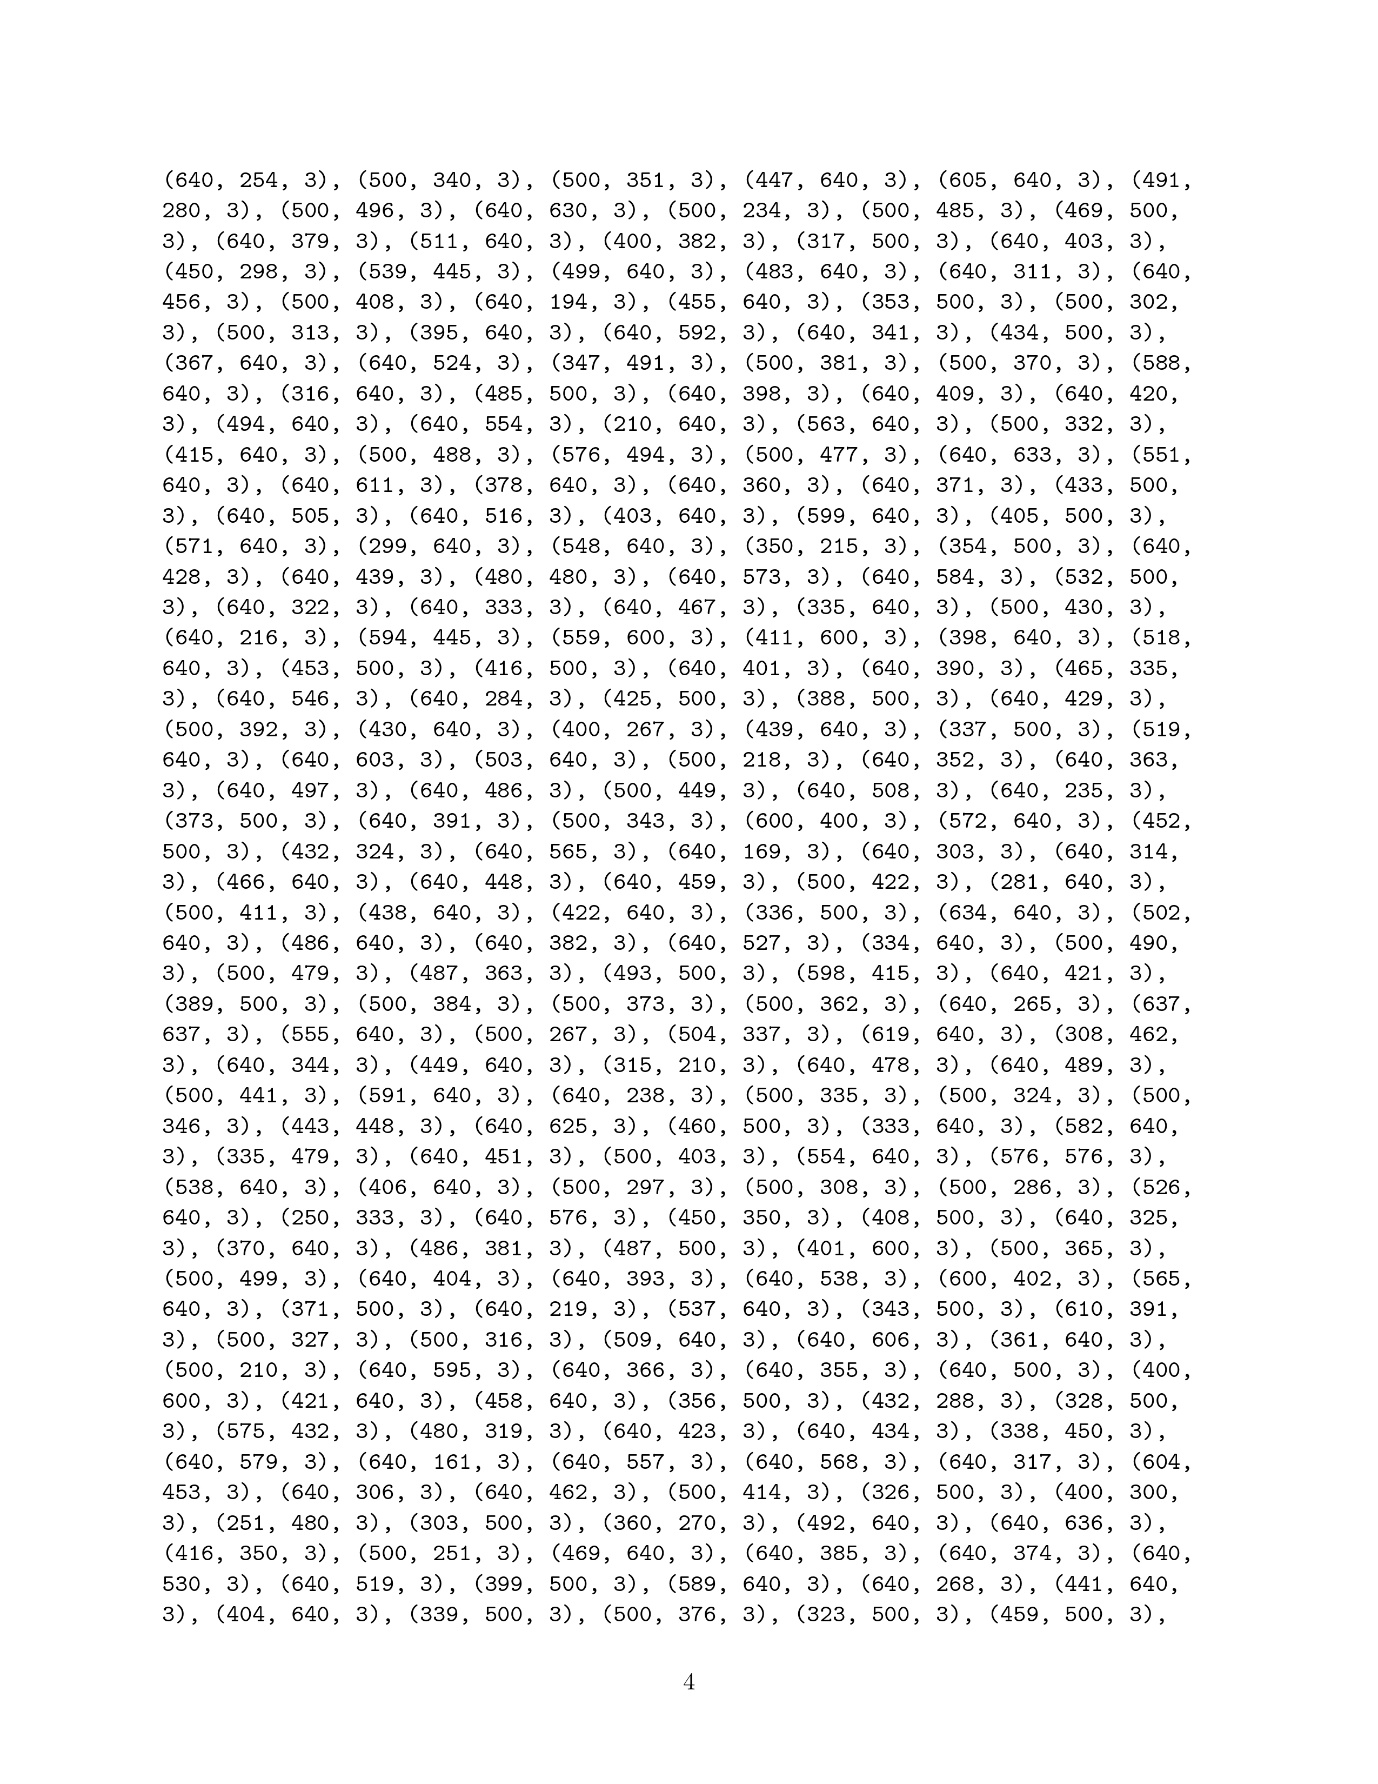 (640, 254, 3), (500, 340, 3), (500, 351, 3), (447, 640, 3), (605, 640, 3), (491,
280, 3), (500, 496, 3), (640, 630, 3), (500, 234, 3), (500, 485, 3), (469, 500,
3), (640, 379, 3), (511, 640, 3), (400, 382, 3), (317, 500, 3), (640, 403, 3),
(450, 298, 3), (539, 445, 3), (499, 640, 3), (483, 640, 3), (640, 311, 3), (640,
456, 3), (500, 408, 3), (640, 194, 3), (455, 640, 3), (353, 500, 3), (500, 302,
3), (500, 313, 3), (395, 640, 3), (640, 592, 3), (640, 341, 3), (434, 500, 3),
(367, 640, 3), (640, 524, 3), (347, 491, 3), (500, 381, 3), (500, 370, 3), (588,
640, 3), (316, 640, 3), (485, 500, 3), (640, 398, 3), (640, 409, 3), (640, 420,
3), (494, 640, 3), (640, 554, 3), (210, 640, 3), (563, 640, 3), (500, 332, 3),
(415, 640, 3), (500, 488, 3), (576, 494, 3), (500, 477, 3), (640, 633, 3), (551,
640, 3), (640, 611, 3), (378, 640, 3), (640, 360, 3), (640, 371, 3), (433, 500,
3), (640, 505, 3), (640, 516, 3), (403, 640, 3), (599, 640, 3), (405, 500, 3),
(571, 640, 3), (299, 640, 3), (548, 640, 3), (350, 215, 3), (354, 500, 3), (640,
428, 3), (640, 439, 3), (480, 480, 3), (640, 573, 3), (640, 584, 3), (532, 500,
3), (640, 322, 3), (640, 333, 3), (640, 467, 3), (335, 640, 3), (500, 430, 3),
(640, 216, 3), (594, 445, 3), (559, 600, 3), (411, 600, 3), (398, 640, 3), (518,
640, 3), (453, 500, 3), (416, 500, 3), (640, 401, 3), (640, 390, 3), (465, 335,
3), (640, 546, 3), (640, 284, 3), (425, 500, 3), (388, 500, 3), (640, 429, 3),
(500, 392, 3), (430, 640, 3), (400, 267, 3), (439, 640, 3), (337, 500, 3), (519,
640, 3), (640, 603, 3), (503, 640, 3), (500, 218, 3), (640, 352, 3), (640, 363,
3), (640, 497, 3), (640, 486, 3), (500, 449, 3), (640, 508, 3), (640, 235, 3),
(373, 500, 3), (640, 391, 3), (500, 343, 3), (600, 400, 3), (572, 640, 3), (452,
500, 3), (432, 324, 3), (640, 565, 3), (640, 169, 3), (640, 303, 3), (640, 314,
3), (466, 640, 3), (640, 448, 3), (640, 459, 3), (500, 422, 3), (281, 640, 3),
(500, 411, 3), (438, 640, 3), (422, 640, 3), (336, 500, 3), (634, 640, 3), (502,
640, 3), (486, 640, 3), (640, 382, 3), (640, 527, 3), (334, 640, 3), (500, 490,
3), (500, 479, 3), (487, 363, 3), (493, 500, 3), (598, 415, 3), (640, 421, 3),
(389, 500, 3), (500, 384, 3), (500, 373, 3), (500, 362, 3), (640, 265, 3), (637,
637, 3), (555, 640, 3), (500, 267, 3), (504, 337, 3), (619, 640, 3), (308, 462,
3), (640, 344, 3), (449, 640, 3), (315, 210, 3), (640, 478, 3), (640, 489, 3),
(500, 441, 3), (591, 640, 3), (640, 238, 3), (500, 335, 3), (500, 324, 3), (500,
346, 3), (443, 448, 3), (640, 625, 3), (460, 500, 3), (333, 640, 3), (582, 640,
3), (335, 479, 3), (640, 451, 3), (500, 403, 3), (554, 640, 3), (576, 576, 3),
(538, 640, 3), (406, 640, 3), (500, 297, 3), (500, 308, 3), (500, 286, 3), (526,
640, 3), (250, 333, 3), (640, 576, 3), (450, 350, 3), (408, 500, 3), (640, 325,
3), (370, 640, 3), (486, 381, 3), (487, 500, 3), (401, 600, 3), (500, 365, 3),
(500, 499, 3), (640, 404, 3), (640, 393, 3), (640, 538, 3), (600, 402, 3), (565,
640, 3), (371, 500, 3), (640, 219, 3), (537, 640, 3), (343, 500, 3), (610, 391,
3), (500, 327, 3), (500, 316, 3), (509, 640, 3), (640, 606, 3), (361, 640, 3),
(500, 210, 3), (640, 595, 3), (640, 366, 3), (640, 355, 3), (640, 500, 3), (400,
600, 3), (421, 640, 3), (458, 640, 3), (356, 500, 3), (432, 288, 3), (328, 500,
3), (575, 432, 3), (480, 319, 3), (640, 423, 3), (640, 434, 3), (338, 450, 3),
(640, 579, 3), (640, 161, 3), (640, 557, 3), (640, 568, 3), (640, 317, 3), (604,
453, 3), (640, 306, 3), (640, 462, 3), (500, 414, 3), (326, 500, 3), (400, 300,
3), (251, 480, 3), (303, 500, 3), (360, 270, 3), (492, 640, 3), (640, 636, 3),
(416, 350, 3), (500, 251, 3), (469, 640, 3), (640, 385, 3), (640, 374, 3), (640,
530, 3), (640, 519, 3), (399, 500, 3), (589, 640, 3), (640, 268, 3), (441, 640,
3), (404, 640, 3), (339, 500, 3), (500, 376, 3), (323, 500, 3), (459, 500, 3),
4